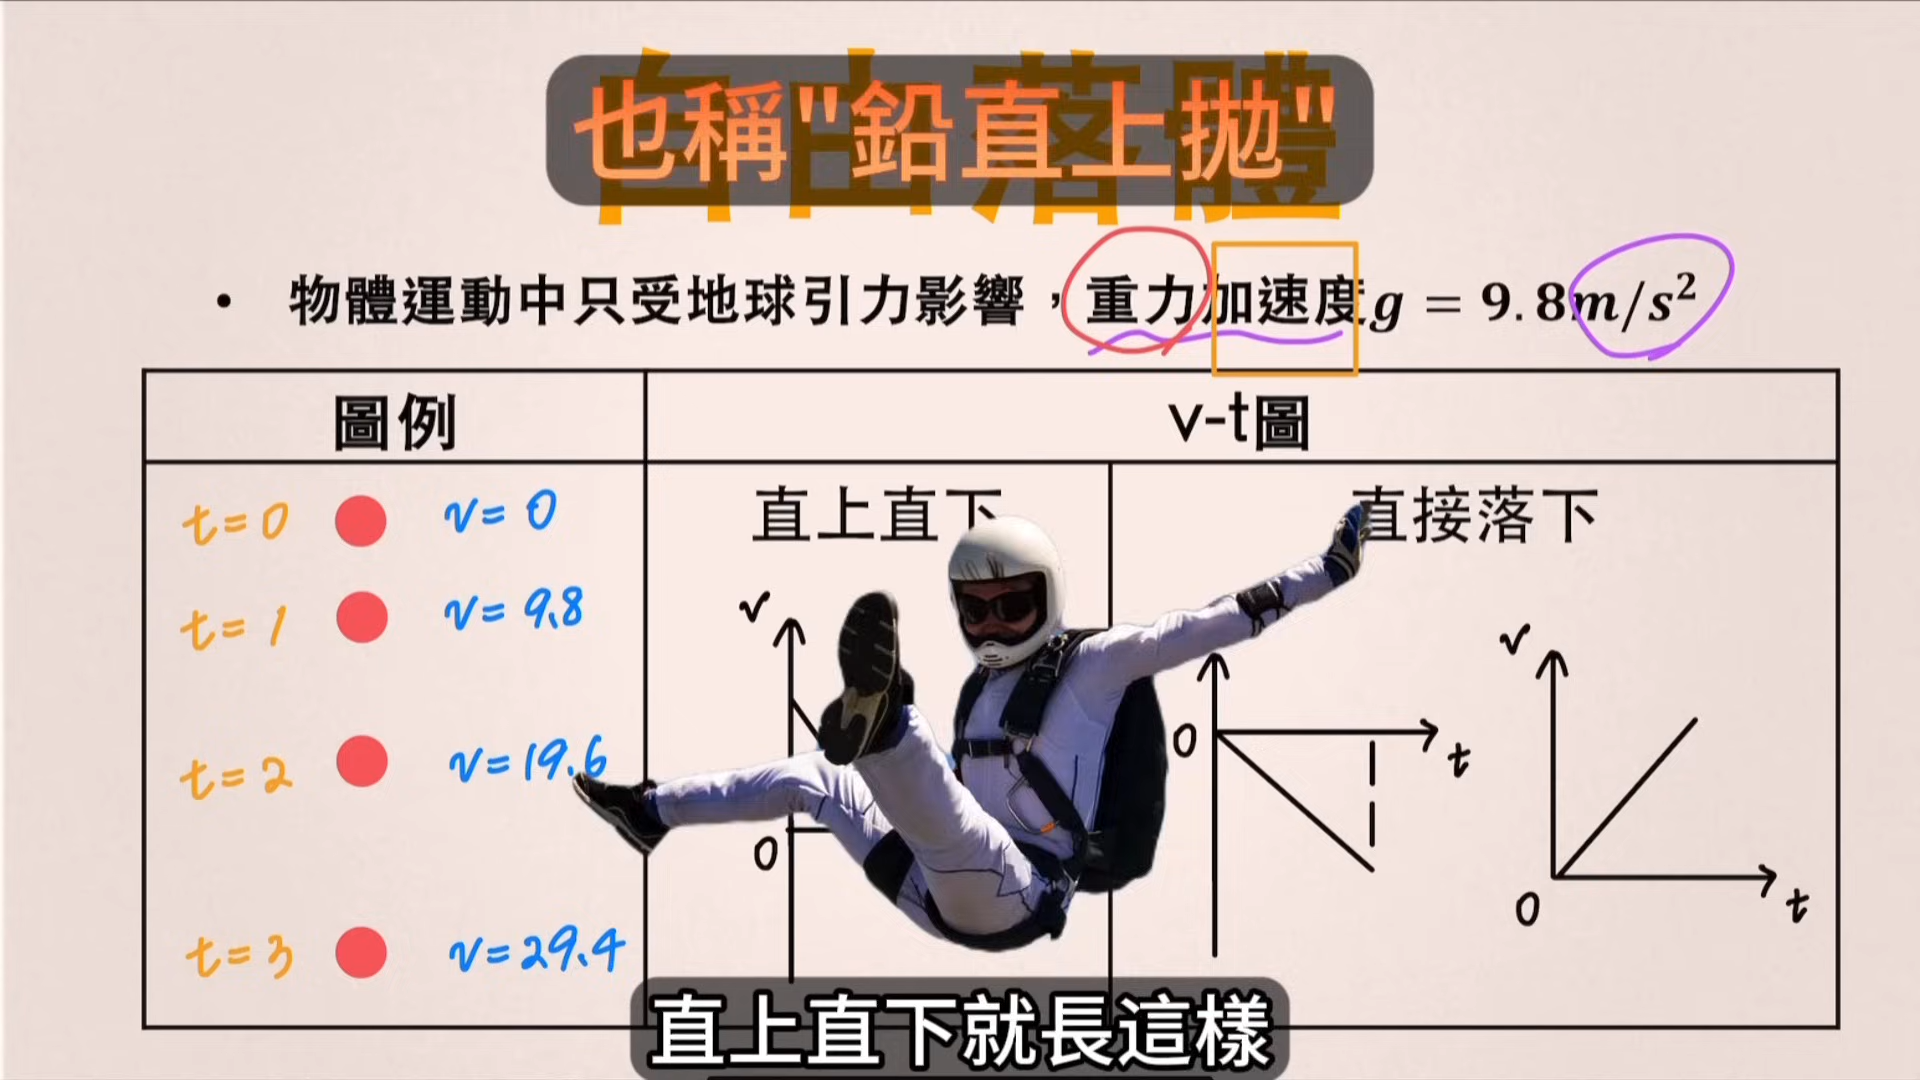 自由落體
也稱"鉛直上拋"
• 物體運動中只受地球引力影響，重力加速度g = 9.8m/s²
圖例
v-t圖
t=0 v=0
t=1 v=9.8
t=2 v=19.6
t=3 v=29.4
直上直下
v
0
直接落下
0
t
v
0
t
直上直下就長這樣